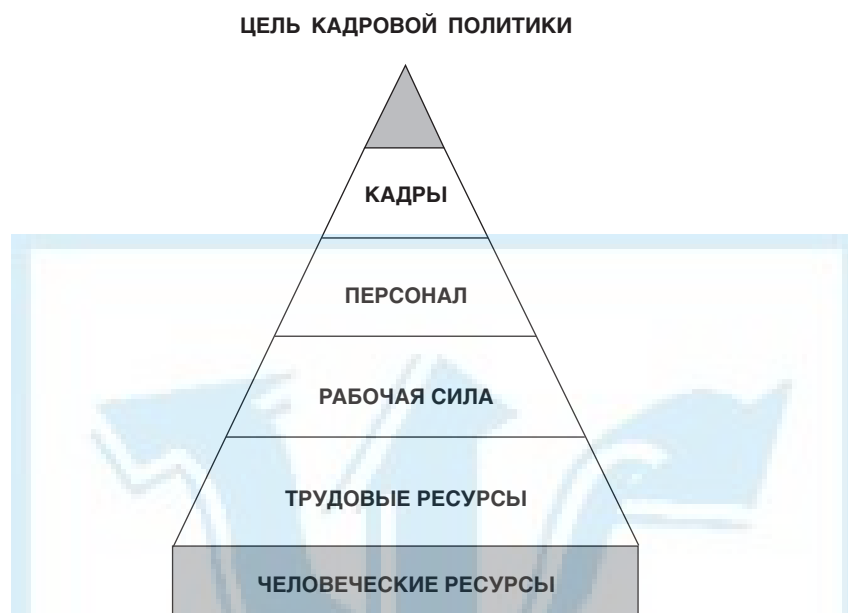 ЦЕЛЬ КАДРОВОЙ ПОЛИТИКИ
КАДРЫ
ПЕРСОНАЛ
РАБОЧАЯ СИЛА
ТРУДОВЫЕ РЕСУРСЫ
ЧЕЛОВЕЧЕСКИЕ РЕСУРСЫ